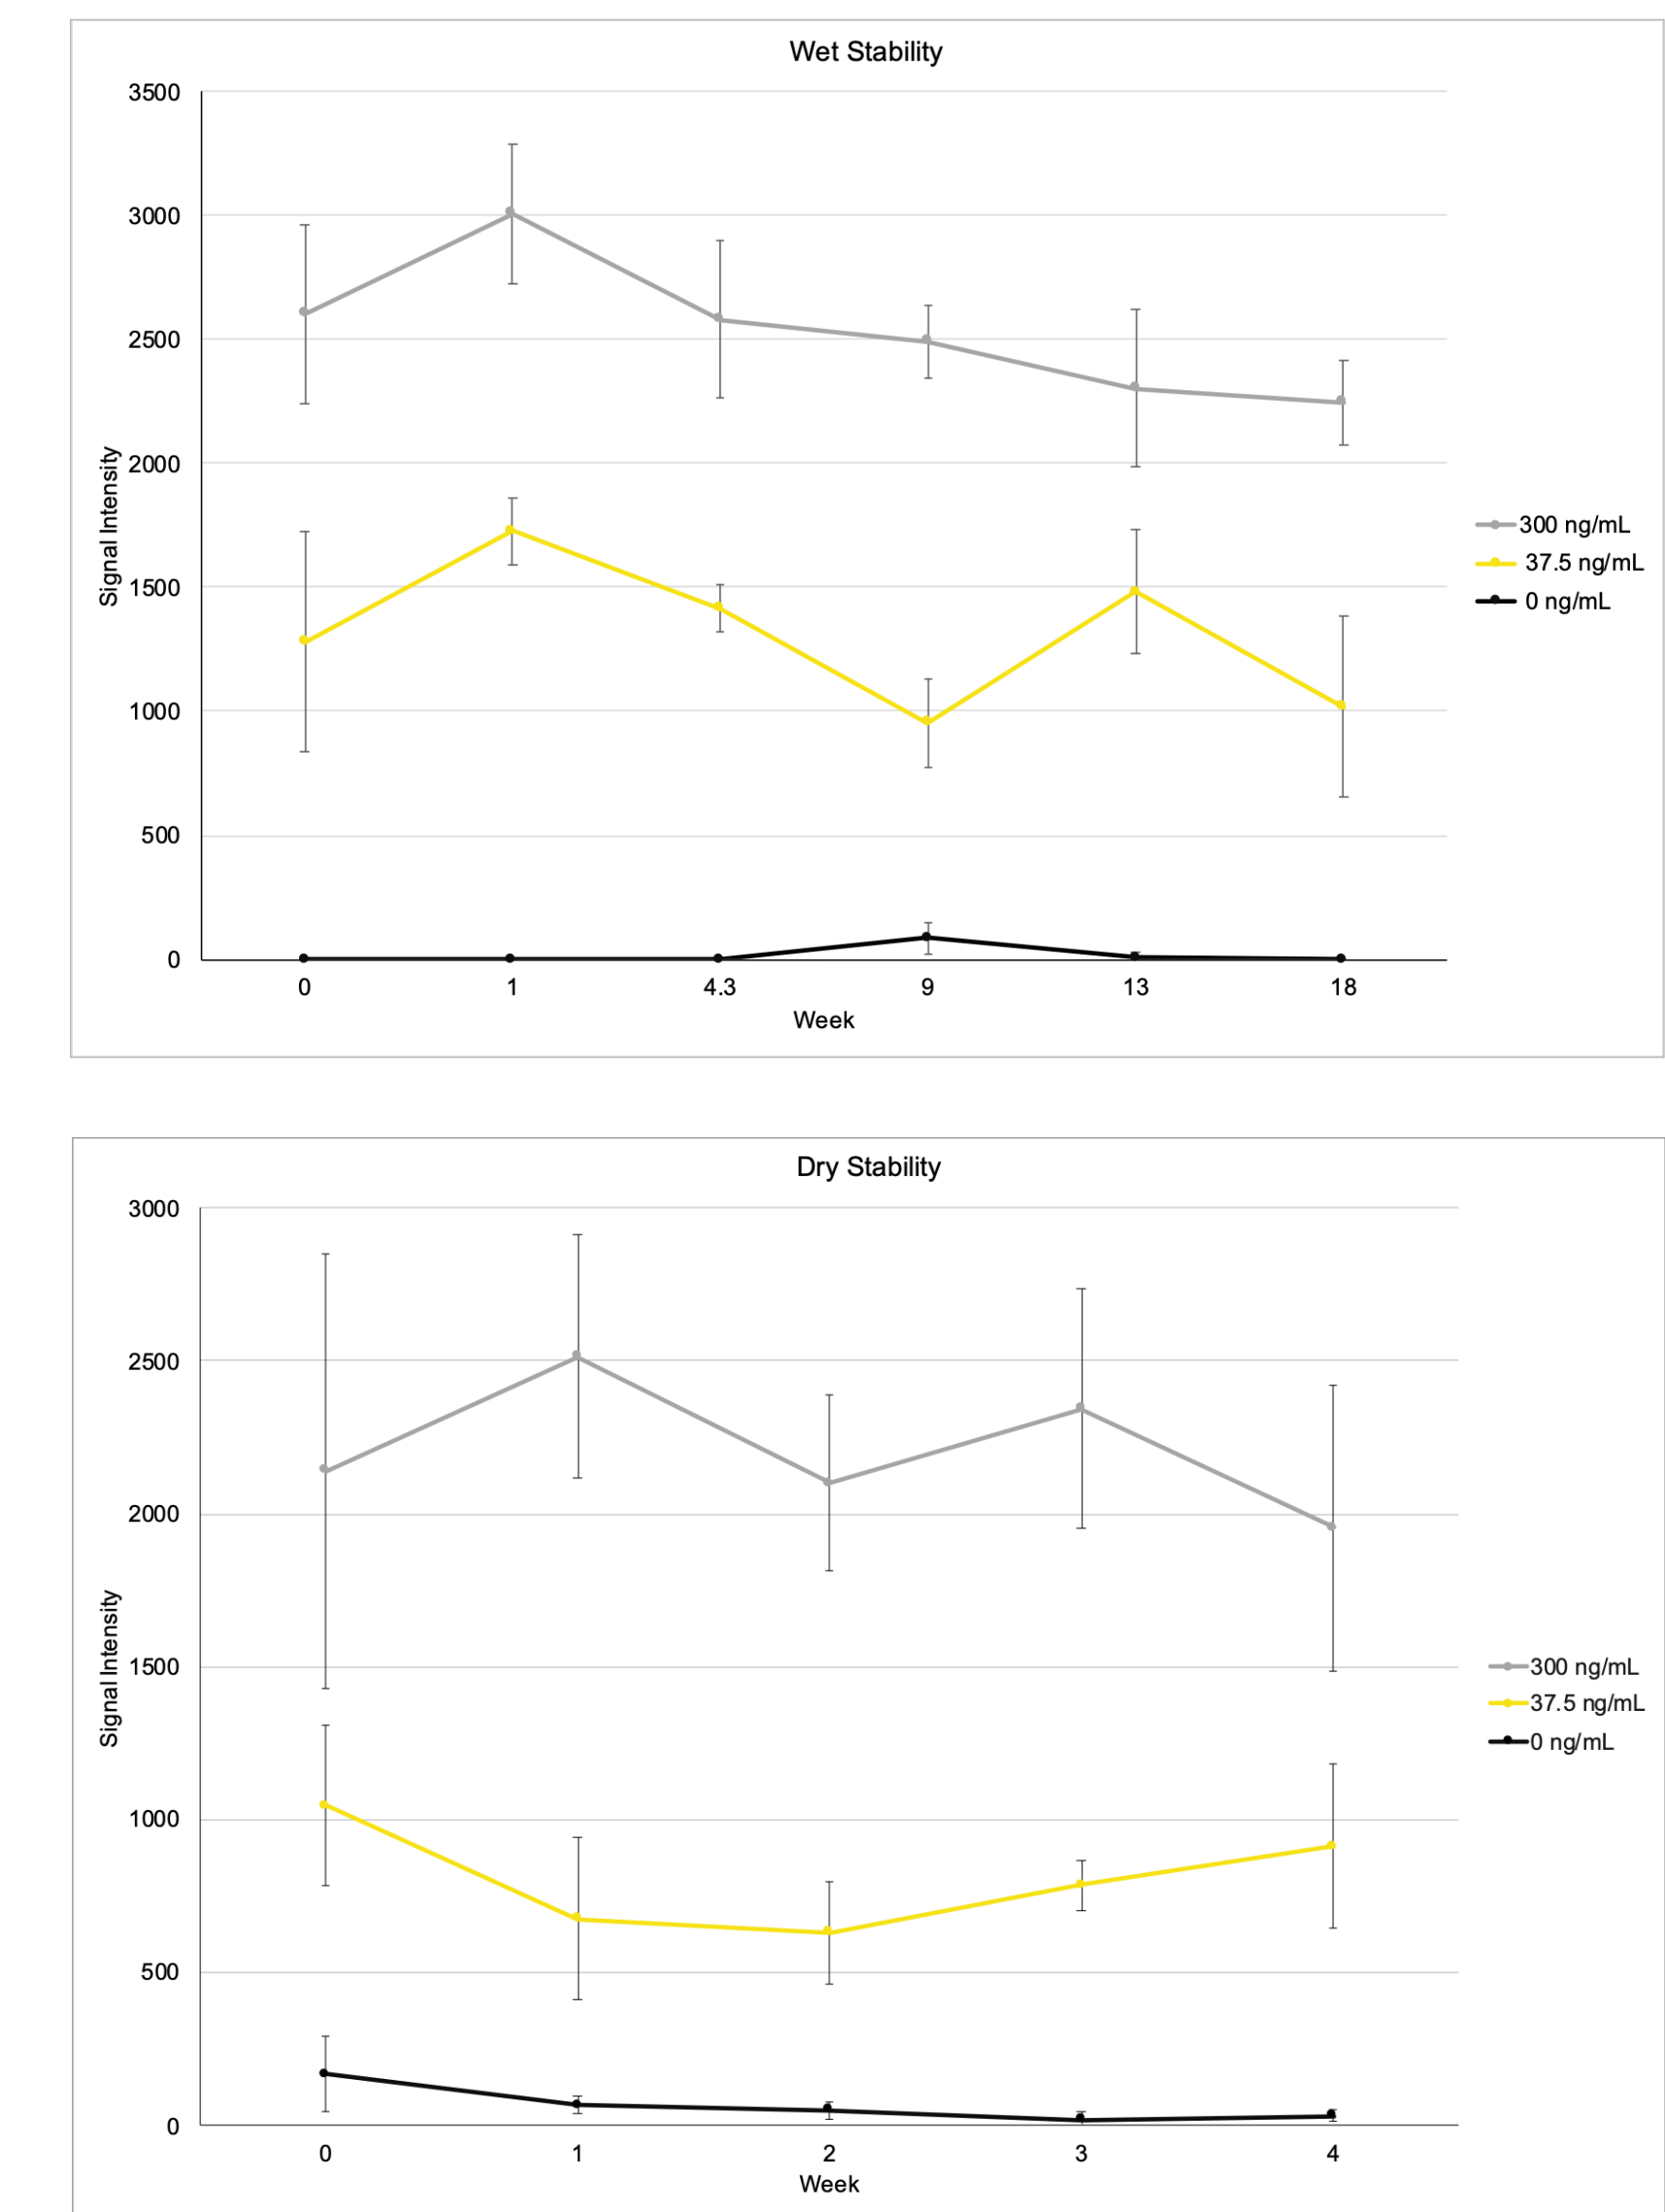 Wet Stability
3500
3000
2500
2000
1500
1000
500
0
Signal Intensity
0 1 4.3 9 13 18
Week
300 ng/mL
37.5 ng/mL
0 ng/mL
Dry Stability
3000
2500
2000
1500
1000
500
0
Signal Intensity
0 1 2 3 4
Week
300 ng/mL
37.5 ng/mL
0 ng/mL